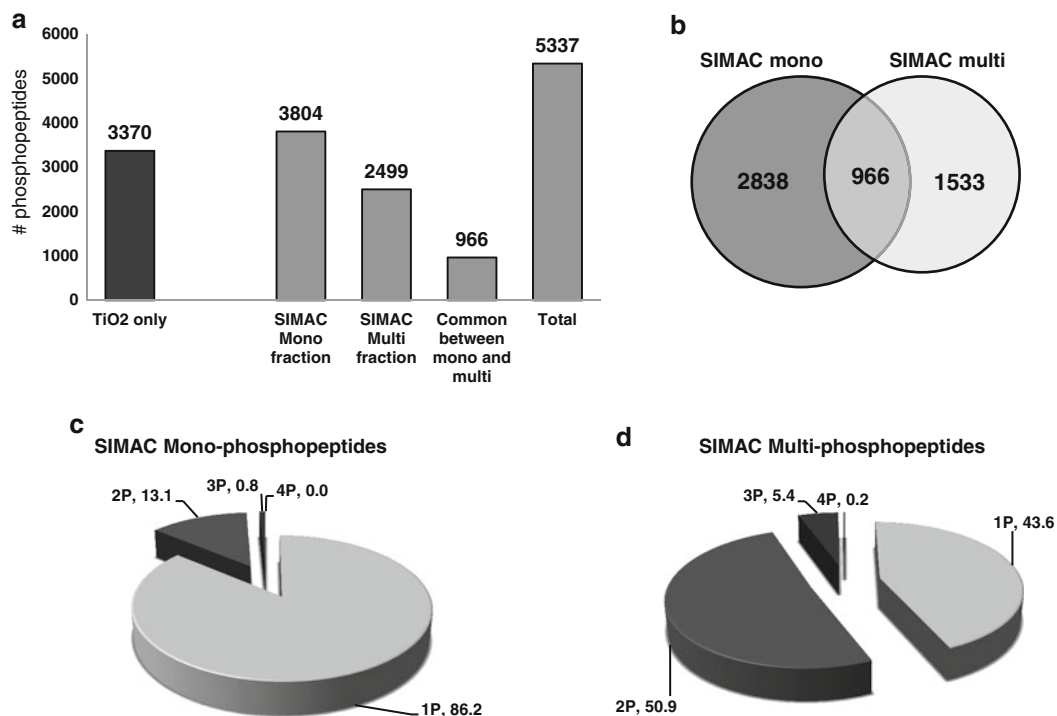 a
# phosphopeptides
6000
5000
4000
3000
2000
1000
0
3370
3804
2499
966
5337
TiO2 only
SIMAC
Mono
fraction
SIMAC
Multi
fraction
Common
between
mono and
multi
Total
b
SIMAC mono
SIMAC multi
2838
966
1533
c
SIMAC Mono-phosphopeptides
2P, 13.1
3P, 0.8
4P, 0.0
1P, 86.2
d
SIMAC Multi-phosphopeptides
3P, 5.4
4P, 0.2
1P, 43.6
2P, 50.9